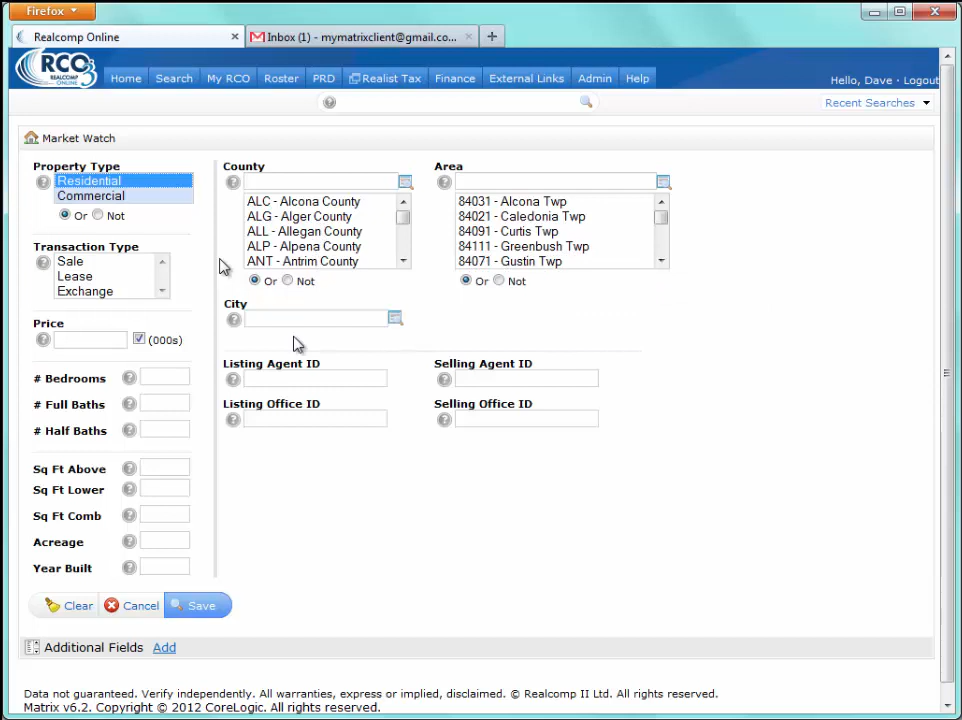 Firefox
Realcomp Online
Inbox (1) - mymatrixclient@gmail.co...
RCO3
REALCOMP
ONLINE
Home Search My RCO Roster PRD Realist Tax Finance External Links Admin Help
Hello, Dave · Logout
Recent Searches
Market Watch
Property Type
Residential
Commercial
Or Not
Transaction Type
Sale
Lease
Exchange
Price
(000s)
# Bedrooms
# Full Baths
# Half Baths
Sq Ft Above
Sq Ft Lower
Sq Ft Comb
Acreage
Year Built
County
ALC - Alcona County
ALG - Alger County
ALL - Allegan County
ALP - Alpena County
ANT - Antrim County
Or Not
Area
84031 - Alcona Twp
84021 - Caledonia Twp
84091 - Curtis Twp
84111 - Greenbush Twp
84071 - Gustin Twp
Or Not
City
Listing Agent ID
Selling Agent ID
Listing Office ID
Selling Office ID
Clear Cancel Save
Additional Fields Add
Data not guaranteed. Verify independently. All warranties, express or implied, disclaimed. © Realcomp II Ltd. All rights reserved.
Matrix v6.2. Copyright © 2012 CoreLogic. All rights reserved.